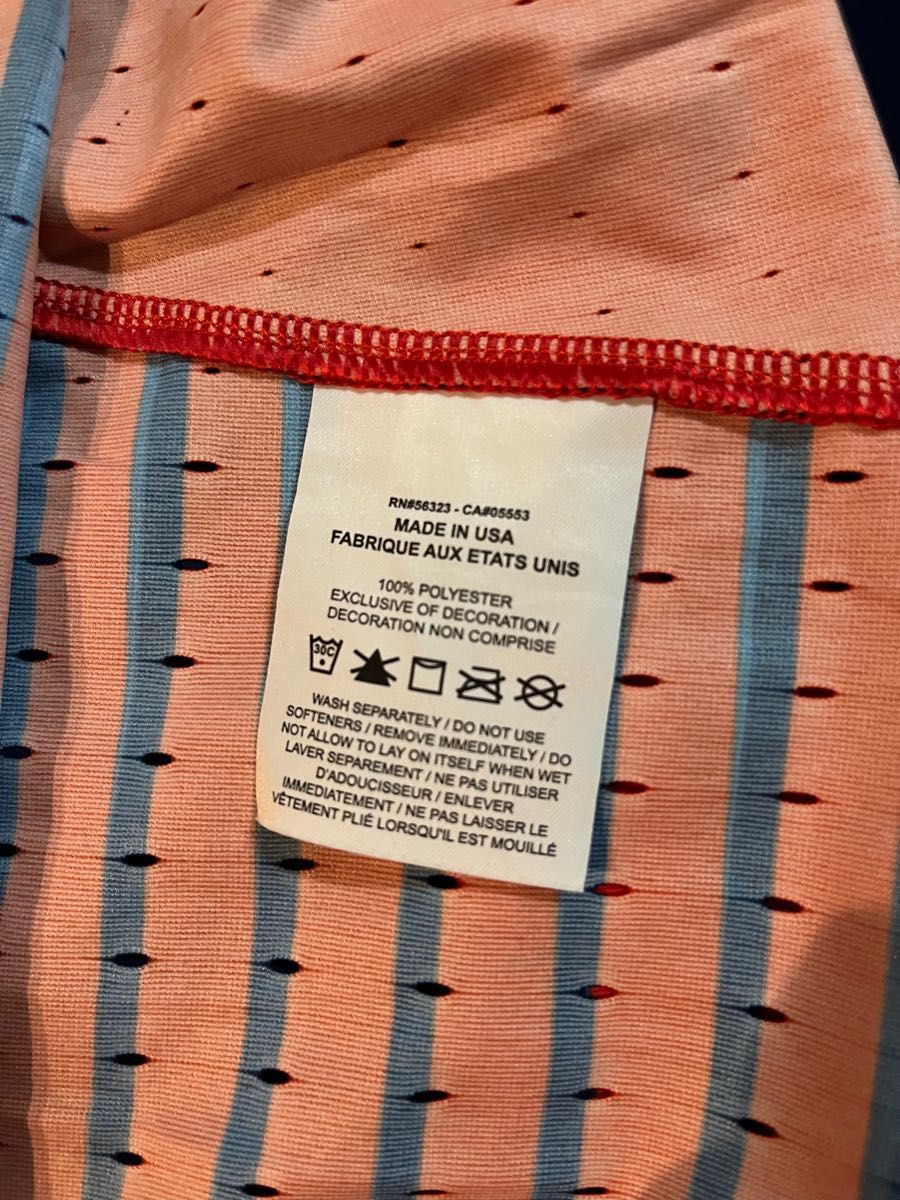 RN#56323 - CA#05553
MADE IN USA
FABRIQUE AUX ETATS UNIS
100% POLYESTER
EXCLUSIVE OF DECORATION /
DECORATION NON COMPRISE
30C
WASH SEPARATELY / DO NOT USE
SOFTENERS / REMOVE IMMEDIATELY / DO
NOT ALLOW TO LAY ON ITSELF WHEN WET
LAVER SEPAREMENT / NE PAS UTILISER
D'ADOUCISSEUR / ENLEVER
IMMEDIATEMENT / NE PAS LAISSER LE
VÊTEMENT PLIÉ LORSQU'IL EST MOUILLÉ